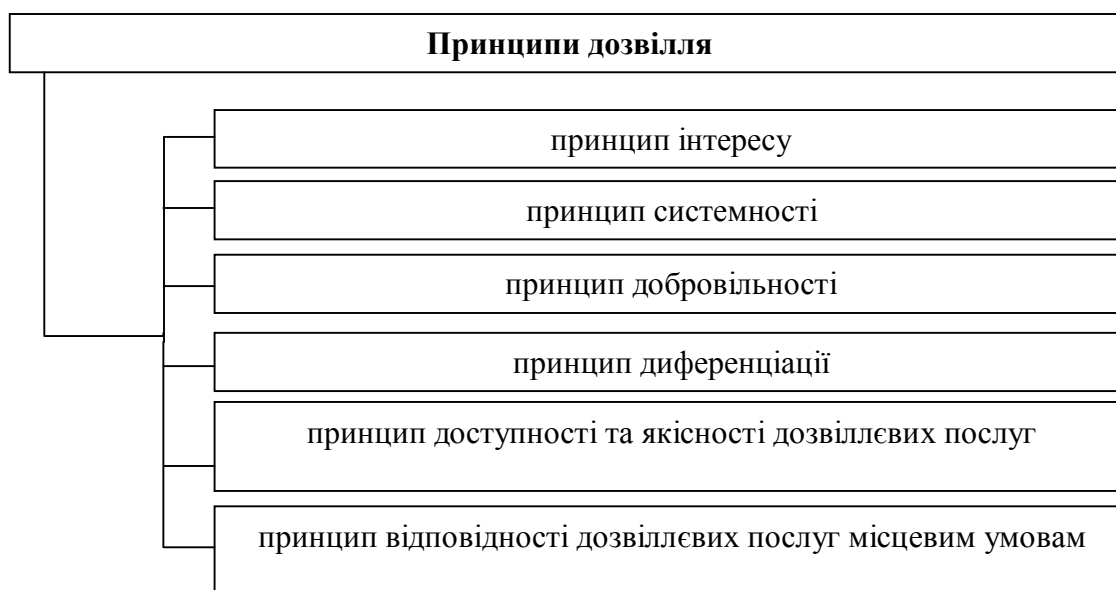 Принципи дозвілля
принцип інтересу
принцип системності
принцип добровільності
принцип диференціації
принцип доступності та якісності дозвіллєвих послуг
принцип відповідності дозвіллєвих послуг місцевим умовам